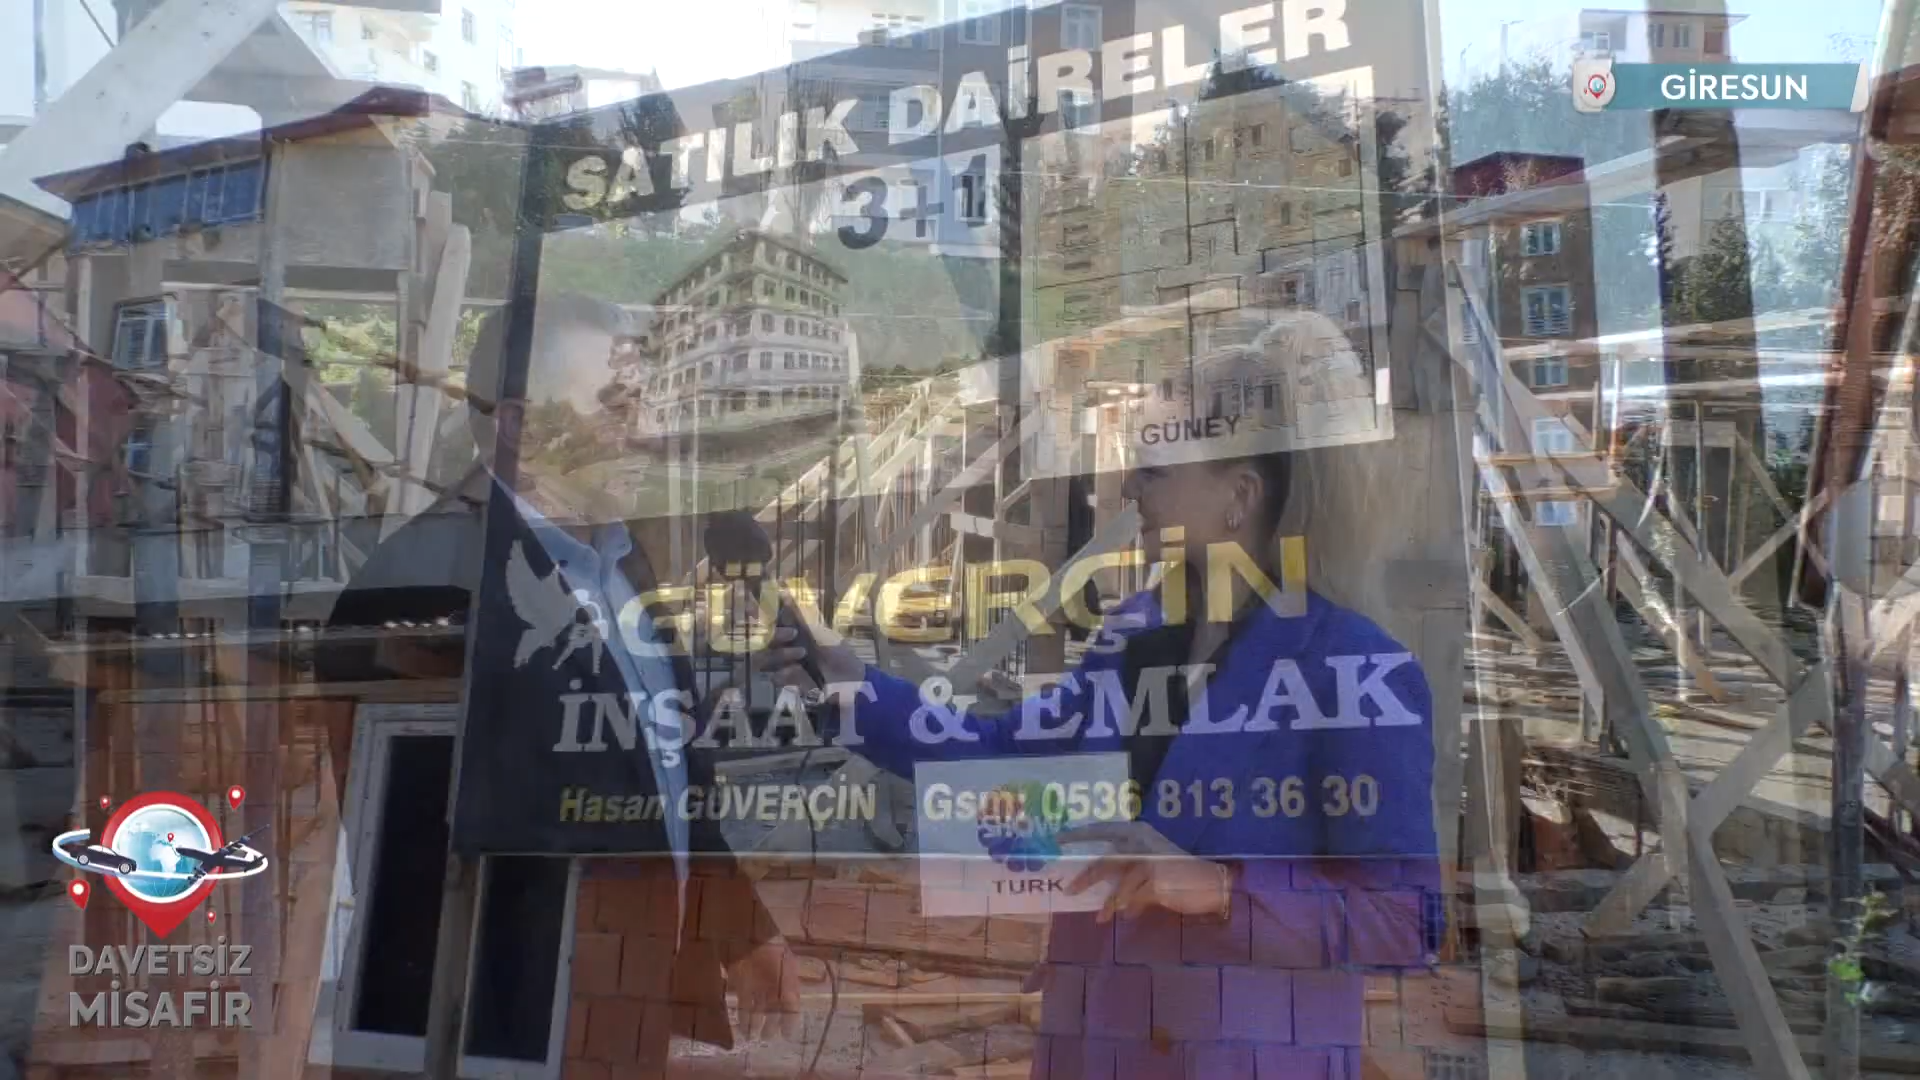 GİRESUN
SATILIK DAİRELER
3+1
GÜNEY
GÜVERÇİN
İNŞAAT & EMLAK
Hasan GÜVERÇİN Gsm: 0536 813 36 30
SHOW
TURK
DAVETSİZ
MİSAFİR